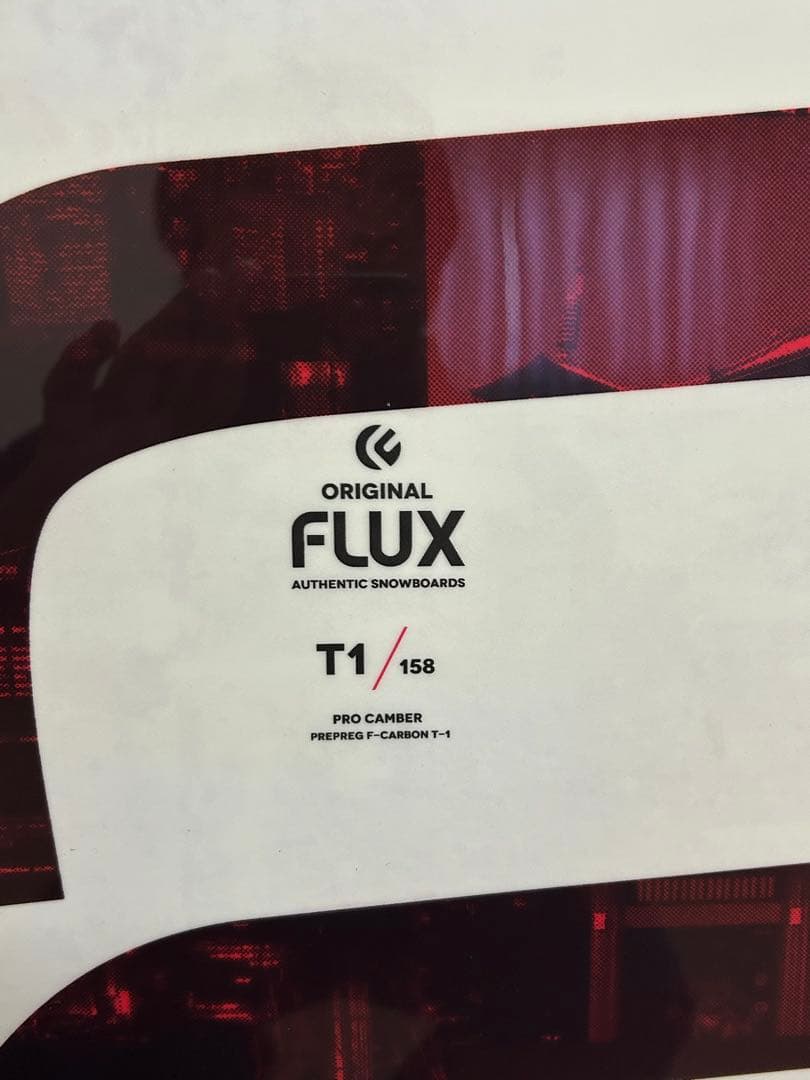 ORIGINAL
FLUX
AUTHENTIC SNOWBOARDS
T1/158
PRO CAMBER
PREPREG F-CARBON T-1